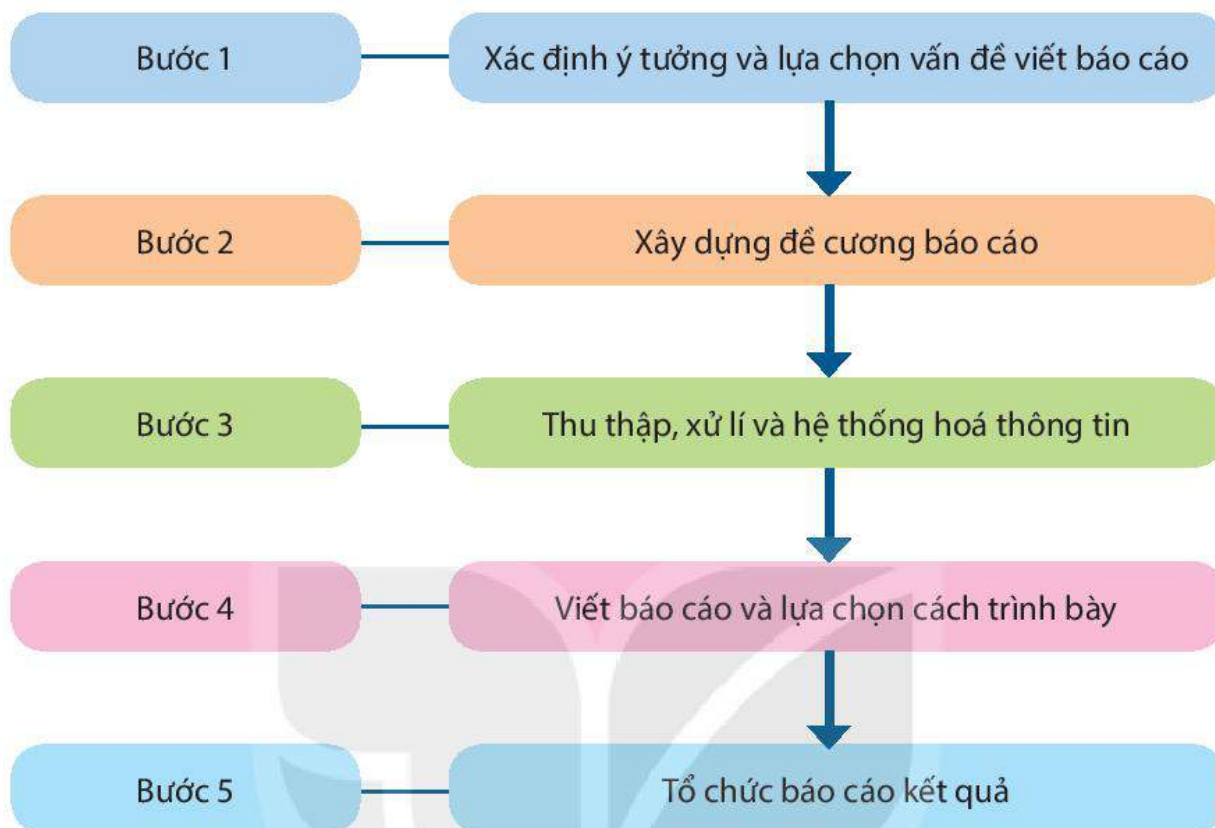 Bước 1
Xác định ý tưởng và lựa chọn vấn đề viết báo cáo
Bước 2
Xây dựng đề cương báo cáo
Bước 3
Thu thập, xử lí và hệ thống hoá thông tin
Bước 4
Viết báo cáo và lựa chọn cách trình bày
Bước 5
Tổ chức báo cáo kết quả